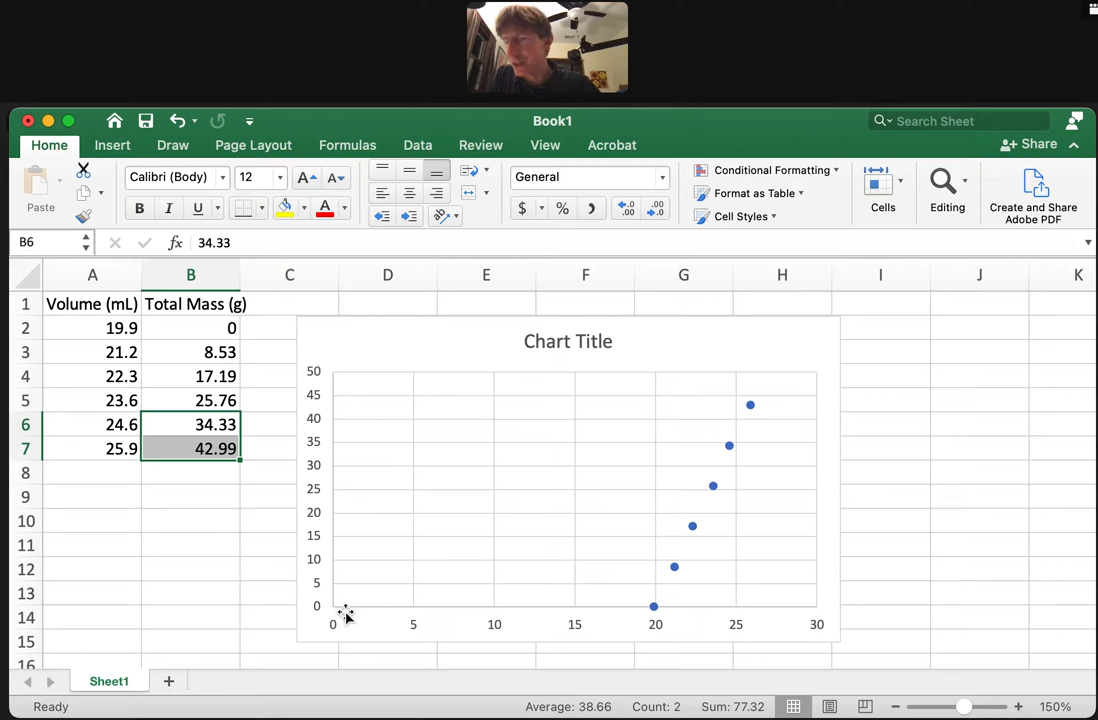 Book1
Search Sheet
Home Insert Draw Page Layout Formulas Data Review View Acrobat Share
Calibri (Body) 12 A A General Conditional Formatting
Format as Table
Paste B I U A $ % Cell Styles Cells Editing Create and Share
Adobe PDF
B6 fx 34.33
A B C D E F G H I J K
1 Volume (mL) Total Mass (g)
2 19.9 0
3 21.2 8.53
4 22.3 17.19
5 23.6 25.76
6 24.6 34.33
7 25.9 42.99
8
9
10
11
12
13
14
15
16
Chart Title
50
45
40
35
30
25
20
15
10
5
0
0 5 10 15 20 25 30
Sheet1
Ready Average: 38.66 Count: 2 Sum: 77.32 150%